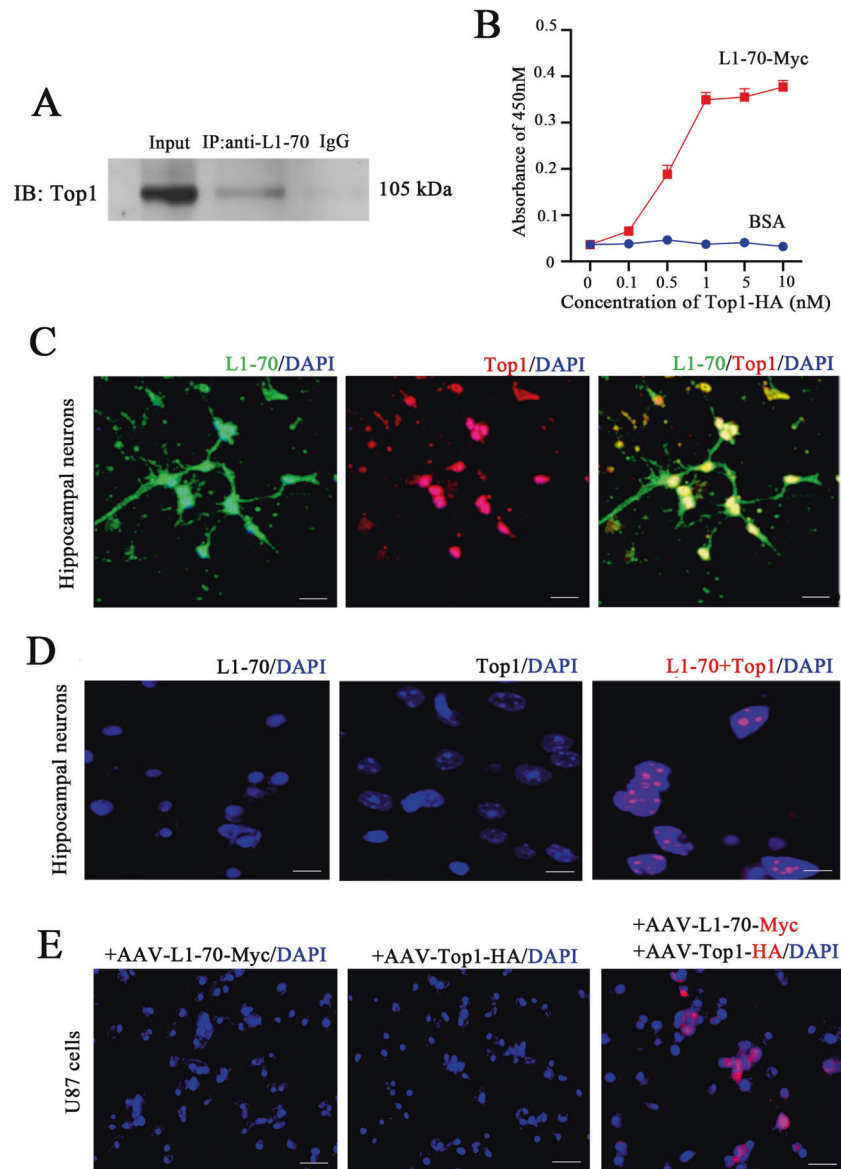 A
Input IP:anti-L1-70 IgG
IB: Top1
105 kDa
B
L1-70-Myc
BSA
Absorbance of 450nM
0.4
0.3
0.2
0.1
0
0 0.1 0.5 1 5 10
Concentration of Top1-HA (nM)
C
L1-70/DAPI
Top1/DAPI
L1-70/Top1/DAPI
Hippocampal neurons
D
L1-70/DAPI
Top1/DAPI
L1-70+Top1/DAPI
Hippocampal neurons
E
+AAV-L1-70-Myc/DAPI
+AAV-Top1-HA/DAPI
+AAV-L1-70-Myc
+AAV-Top1-HA/DAPI
U87 cells